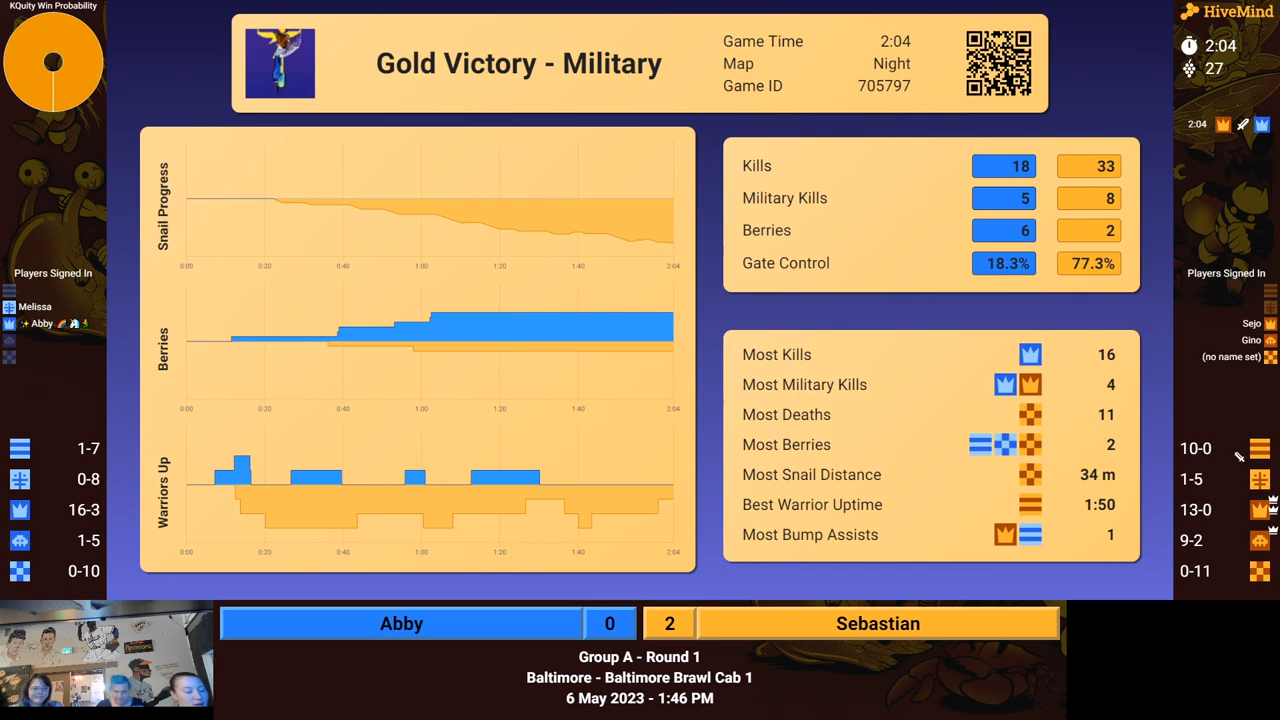 KQuity Win Probability
HiveMind
2:04
27
2:04
Gold Victory - Military
Game Time 2:04
Map Night
Game ID 705797
Snail Progress
0:00 0:20 0:40 1:00 1:20 1:40 2:04
Berries
0:00 0:20 0:40 1:00 1:20 1:40 2:04
Warriors Up
0:00 0:20 0:40 1:00 1:20 1:40 2:04
Kills 18 33
Military Kills 5 8
Berries 6 2
Gate Control 18.3% 77.3%
Most Kills 16
Most Military Kills 4
Most Deaths 11
Most Berries 2
Most Snail Distance 34 m
Best Warrior Uptime 1:50
Most Bump Assists 1
Players Signed In
Melissa
✨Abby 🌈🦄🧚
1-7
0-8
16-3
1-5
0-10
Players Signed In
Sejo
Gino
(no name set)
10-0
1-5
13-0
9-2
0-11
Abby 0 2 Sebastian
Group A - Round 1
Baltimore - Baltimore Brawl Cab 1
6 May 2023 - 1:46 PM